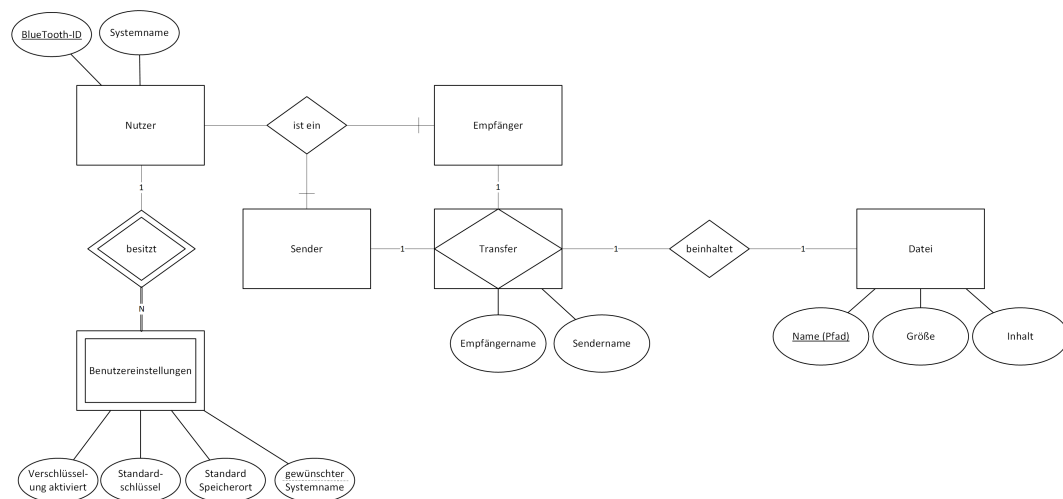 BlueTooth-ID
Systemname
Nutzer
ist ein
Empfänger
1
1
besitzt
Sender
1
Transfer
1
beinhaltet
1
Datei
N
Empfängername
Sendername
Name (Pfad)
Größe
Inhalt
Benutzereinstellungen
Verschlüssel-
ung aktiviert
Standard-
schlüssel
Standard
Speicherort
gewünschter
Systemname